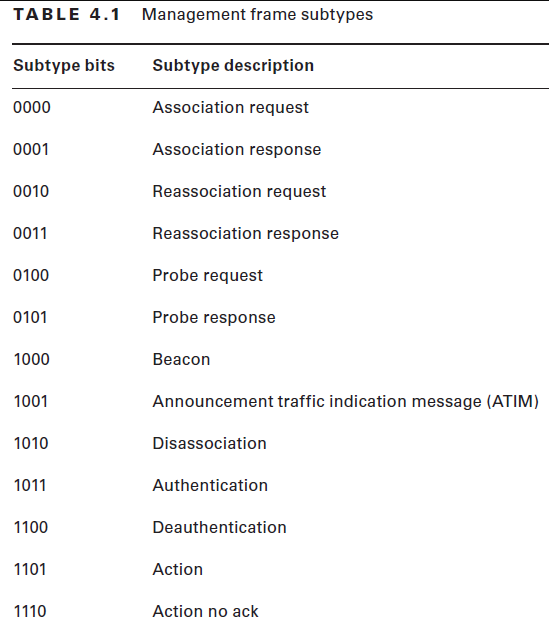 TABLE 4.1 Management frame subtypes
Subtype bits Subtype description
0000 Association request
0001 Association response
0010 Reassociation request
0011 Reassociation response
0100 Probe request
0101 Probe response
1000 Beacon
1001 Announcement traffic indication message (ATIM)
1010 Disassociation
1011 Authentication
1100 Deauthentication
1101 Action
1110 Action no ack